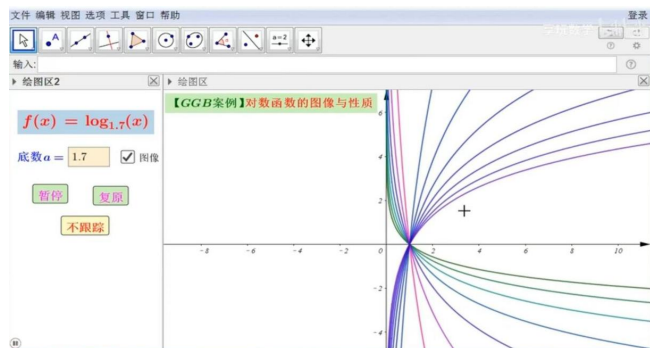 文件 编辑 视图 选项 工具 窗口 帮助
登录
a=2
输入:
绘图区2
绘图区
f(x) = log₁.₇(x)
【GGB案例】对数函数的图像与性质
底数a = 1.7
图像
暂停
复原
不跟踪
6
4
2
-8 -6 -4 -2 0 2 4 6 8 10
-2
-4